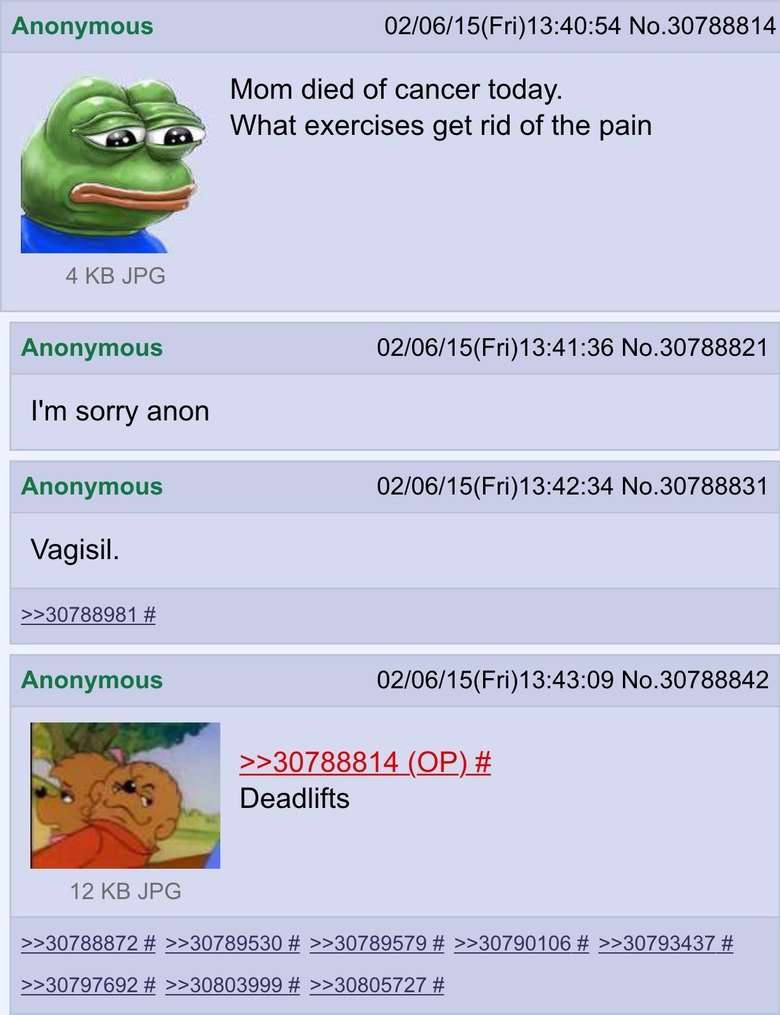 Anonymous 02/06/15(Fri)13:40:54 No.30788814
Mom died of cancer today.
What exercises get rid of the pain
4 KB JPG
Anonymous 02/06/15(Fri)13:41:36 No.30788821
I'm sorry anon
Anonymous 02/06/15(Fri)13:42:34 No.30788831
Vagisil.
>>30788981 #
Anonymous 02/06/15(Fri)13:43:09 No.30788842
>>30788814 (OP) #
Deadlifts
12 KB JPG
>>30788872 # >>30789530 # >>30789579 # >>30790106 # >>30793437 #
>>30797692 # >>30803999 # >>30805727 #